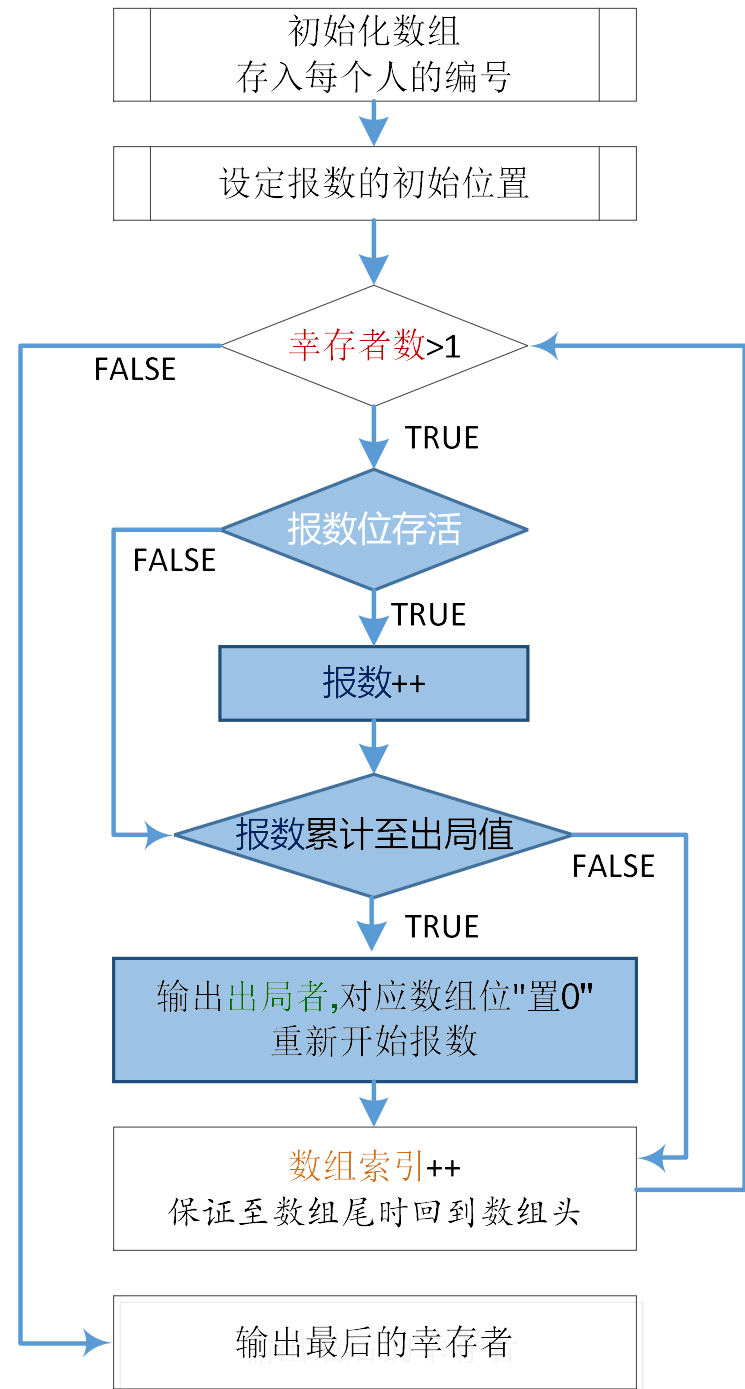 初始化数组
存入每个人的编号
设定报数的初始位置
幸存者数>1
FALSE
TRUE
报数位存活
FALSE
TRUE
报数++
报数累计至出局值
FALSE
TRUE
输出出局者,对应数组位"置0"
重新开始报数
数组索引++
保证至数组尾时回到数组头
输出最后的幸存者